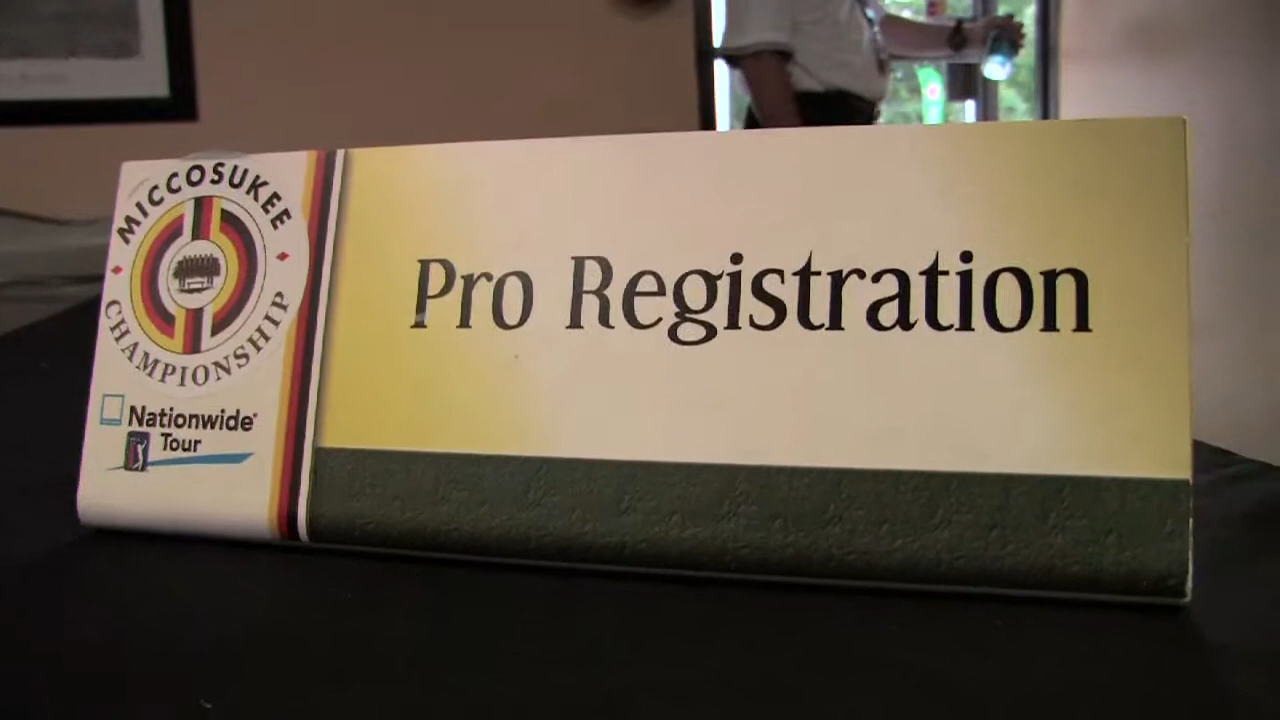 MICCOSUKEE
CHAMPIONSHIP
Nationwide
Tour
Pro Registration